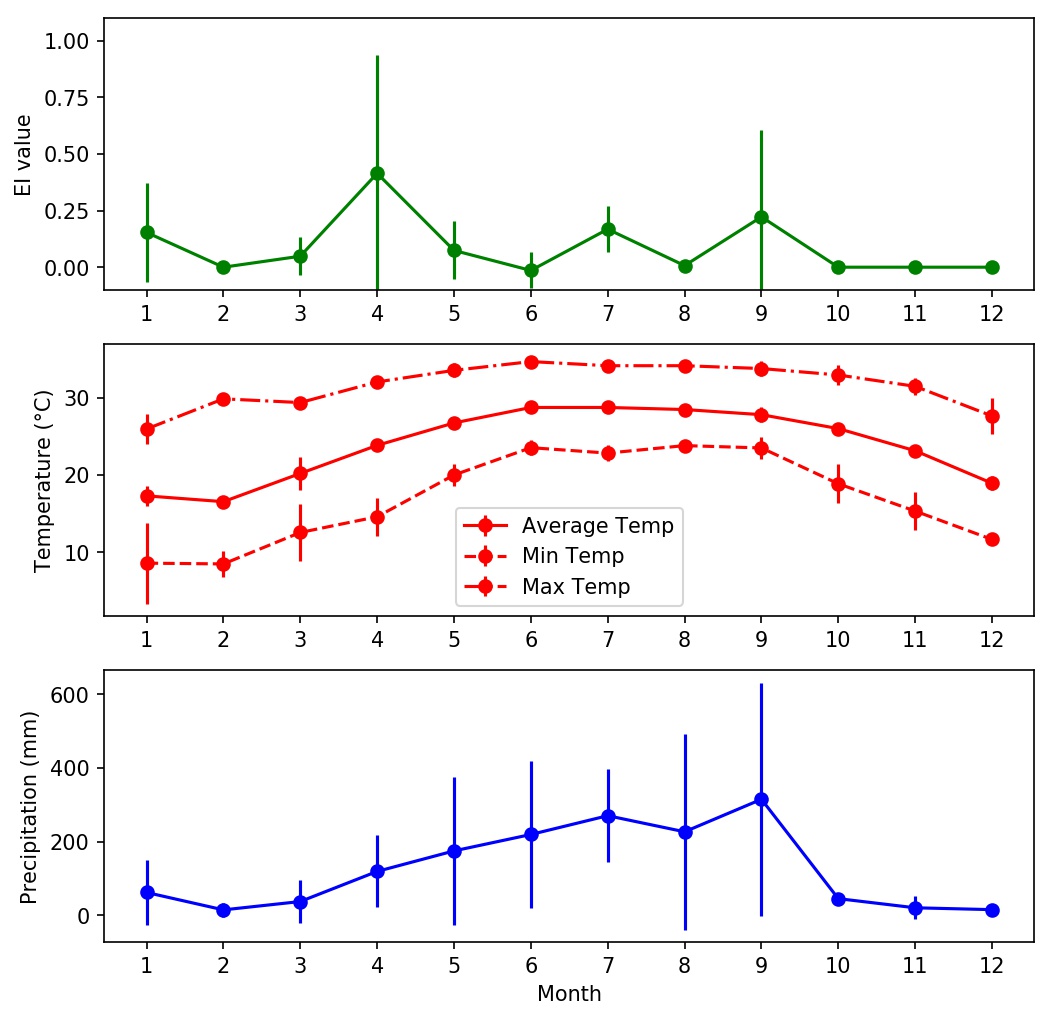 1.00
0.75
0.50
0.25
0.00
EI value
1 2 3 4 5 6 7 8 9 10 11 12
30
20
10
Temperature (°C)
Average Temp
Min Temp
Max Temp
1 2 3 4 5 6 7 8 9 10 11 12
600
400
200
0
Precipitation (mm)
1 2 3 4 5 6 7 8 9 10 11 12
Month